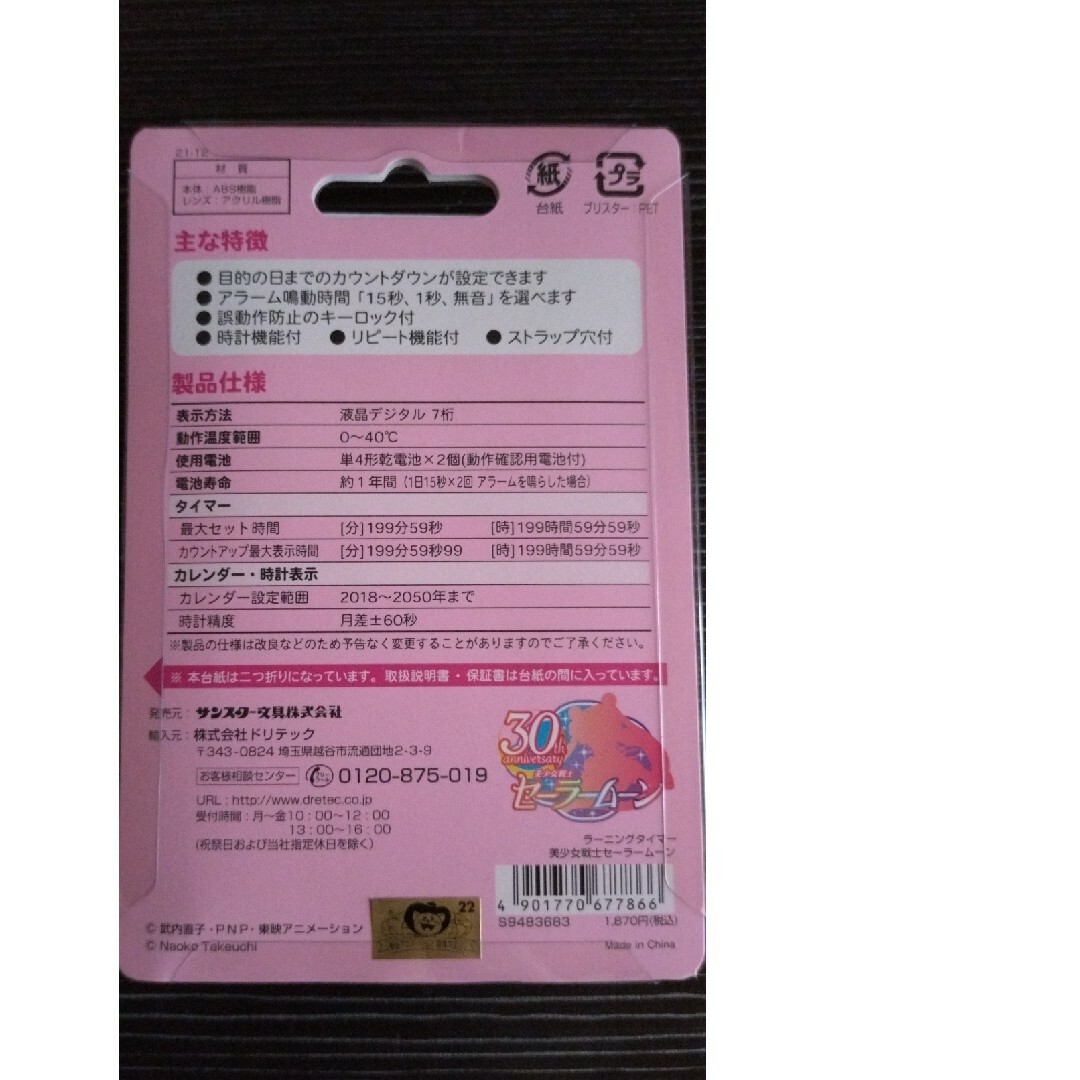 21-12
材質
本体：ABS樹脂
レンズ：アクリル樹脂
紙
台紙
プラ
ブリスター：PET
主な特徴
● 目的の日までのカウントダウンが設定できます
● アラーム鳴動時間「15秒、1秒、無音」を選べます
● 誤動作防止のキーロック付
● 時計機能付 ● リピート機能付 ● ストラップ穴付
製品仕様
表示方法 液晶デジタル 7桁
動作温度範囲 0〜40℃
使用電池 単4形乾電池×2個(動作確認用電池付)
電池寿命 約1年間（1日15秒×2回 アラームを鳴らした場合）
タイマー
最大セット時間 [分]199分59秒 [時]199時間59分59秒
カウントアップ最大表示時間 [分]199分59秒99 [時]199時間59分59秒
カレンダー・時計表示
カレンダー設定範囲 2018〜2050年まで
時計精度 月差±60秒
※製品の仕様は改良などのため予告なく変更することがありますのでご了承ください。
※ 本台紙は二つ折りになっています。取扱説明書・保証書は台紙の間に入っています。
発売元：サンスター文具株式会社
輸入元：株式会社ドリテック
〒343-0824 埼玉県越谷市流通団地2-3-9
お客様相談センター 0120-875-019
URL：http://www.dretec.co.jp
受付時間：月〜金10：00〜12：00
13：00〜16：00
(祝祭日および当社指定休日を除く)
30th
anniversary
美少女戦士
セーラームーン
ラーニングタイマー
美少女戦士セーラームーン
4 901770 677866
S9483683 1,870円(税込)
Made in China
22
© 武内直子・PNP・東映アニメーション
© Naoko Takeuchi